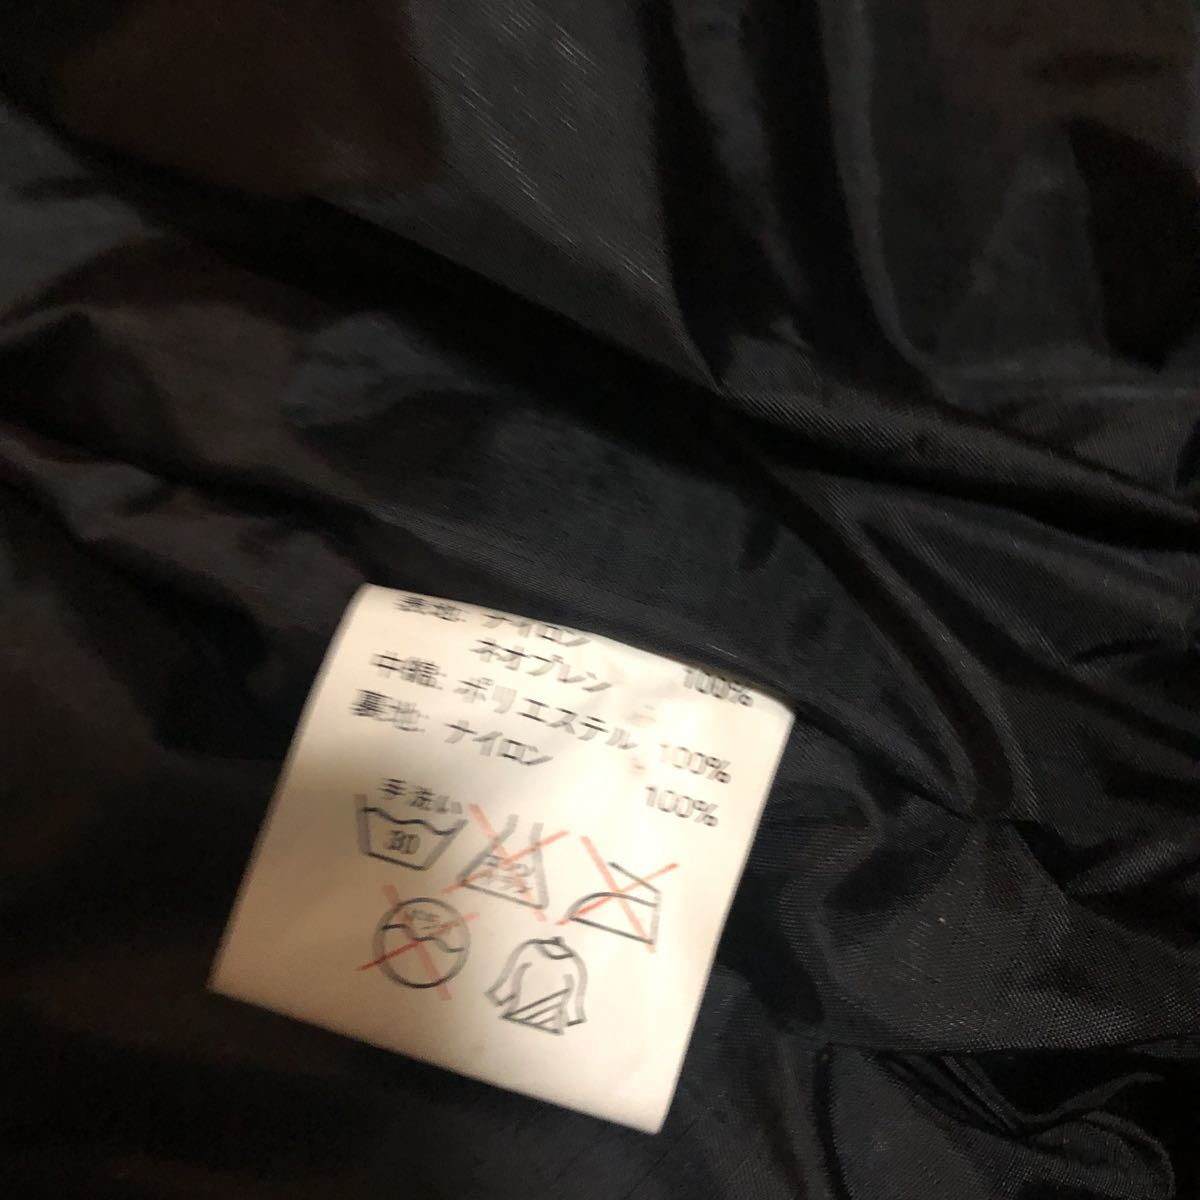 表地: ナイロン 100%
ネオプレン
中綿: ポリエステル 100%
裏地: ナイロン 100%
手洗い
30